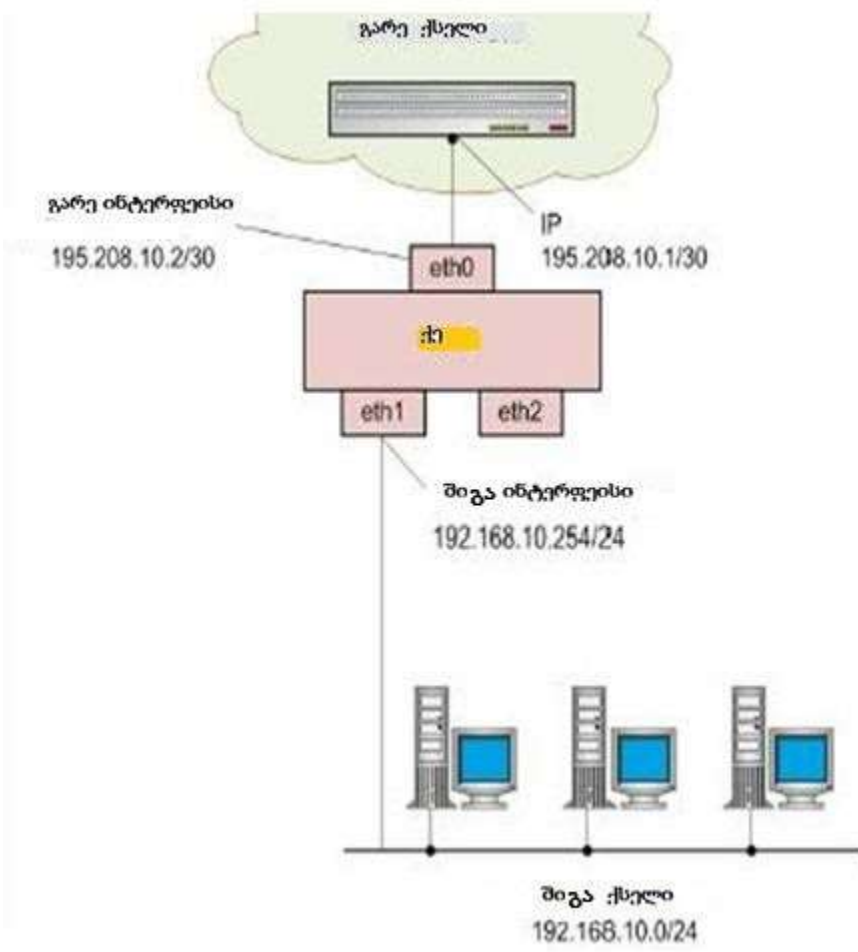 გარე ქსელი
გარე ინტერფეისი
195.208.10.2/30
IP
195.208.10.1/30
eth0
ქე
eth1
eth2
შიგა ინტერფეისი
192.168.10.254/24
შიგა ქსელი
192.168.10.0/24